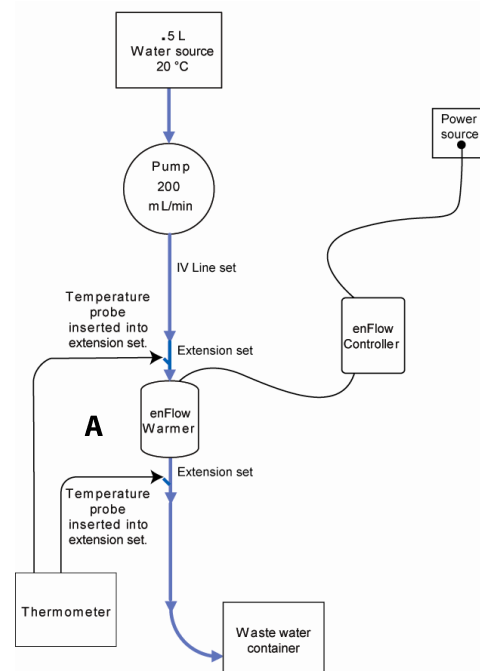 .5 L
Water source
20 °C
Power
source
Pump
200
mL/min
IV Line set
Temperature
probe
inserted into
extension set.
Extension set
enFlow
Controller
A
enFlow
Warmer
Extension set
Temperature
probe
inserted into
extension set.
Thermometer
Waste water
container